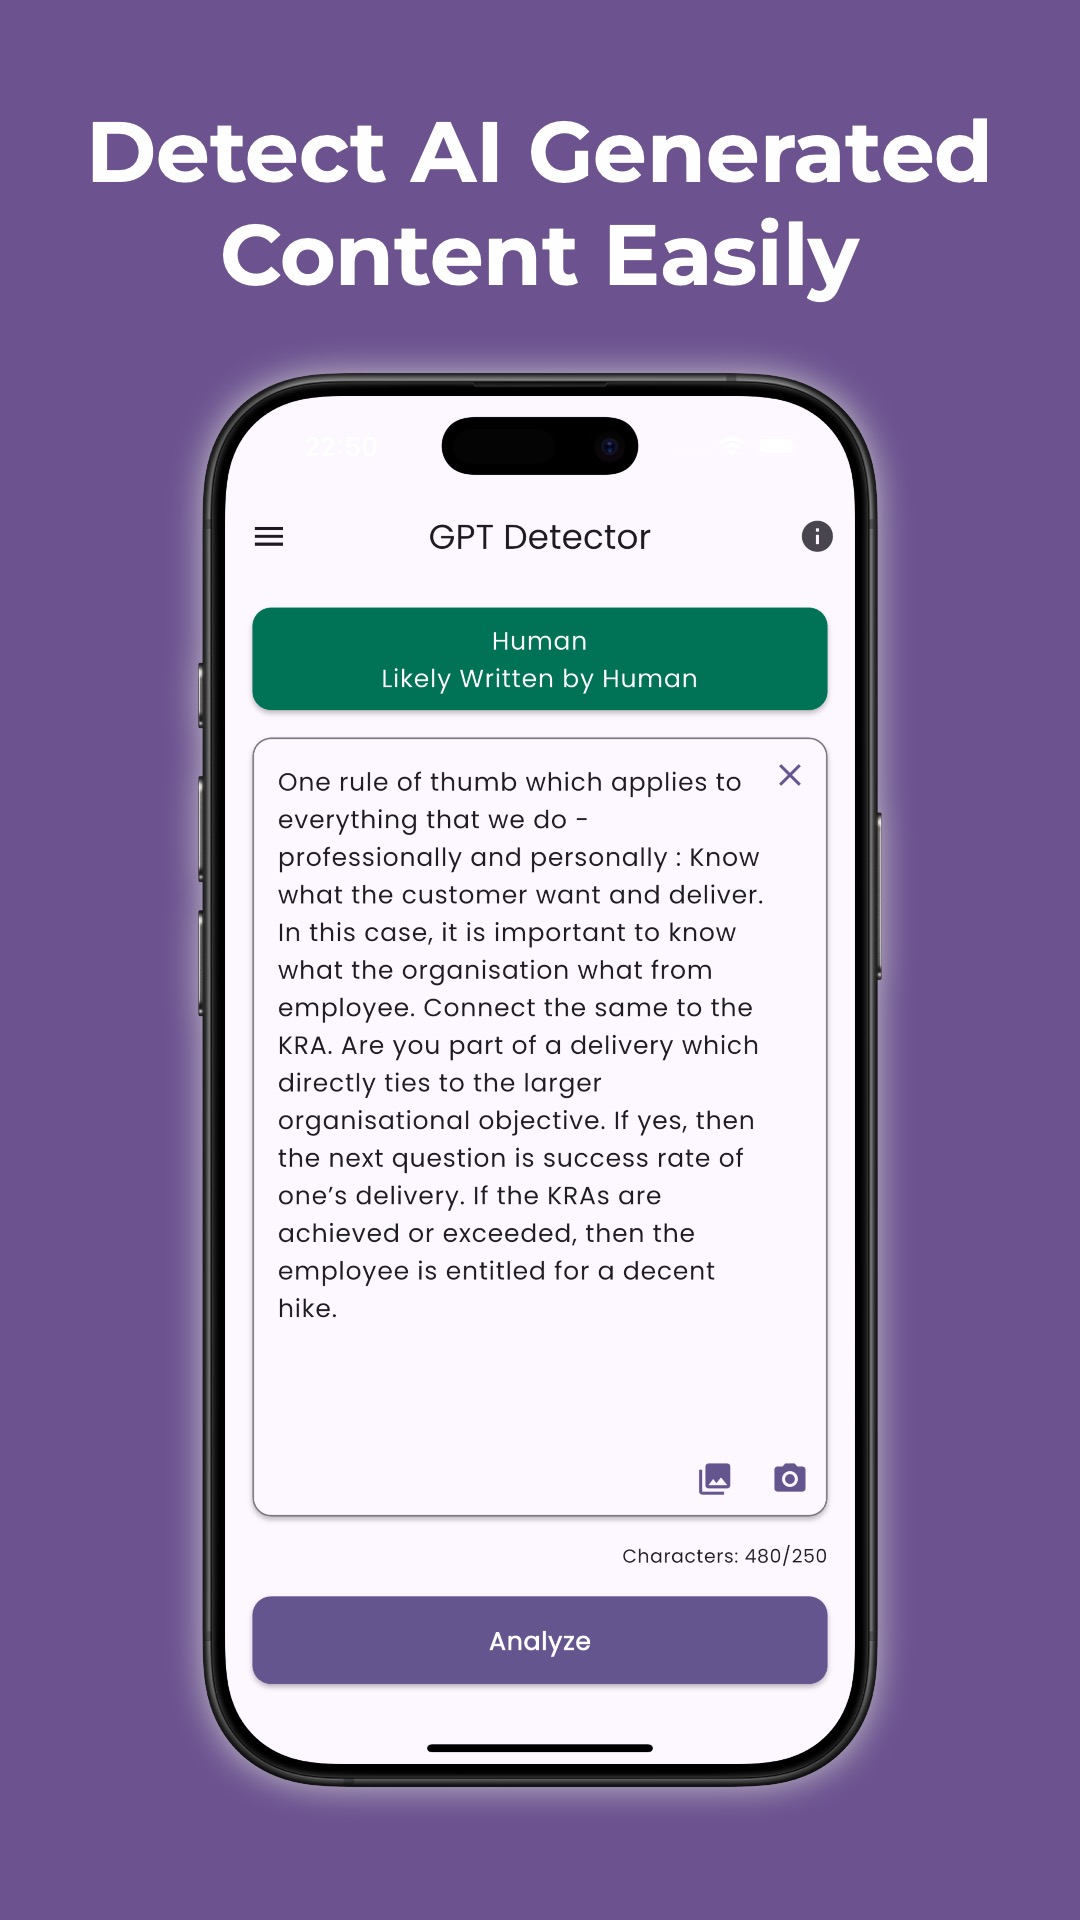 Detect AI Generated
Content Easily
22:50
GPT Detector
Human
Likely Written by Human
One rule of thumb which applies to
everything that we do -
professionally and personally : Know
what the customer want and deliver.
In this case, it is important to know
what the organisation what from
employee. Connect the same to the
KRA. Are you part of a delivery which
directly ties to the larger
organisational objective. If yes, then
the next question is success rate of
one’s delivery. If the KRAs are
achieved or exceeded, then the
employee is entitled for a decent
hike.
Characters: 480/250
Analyze